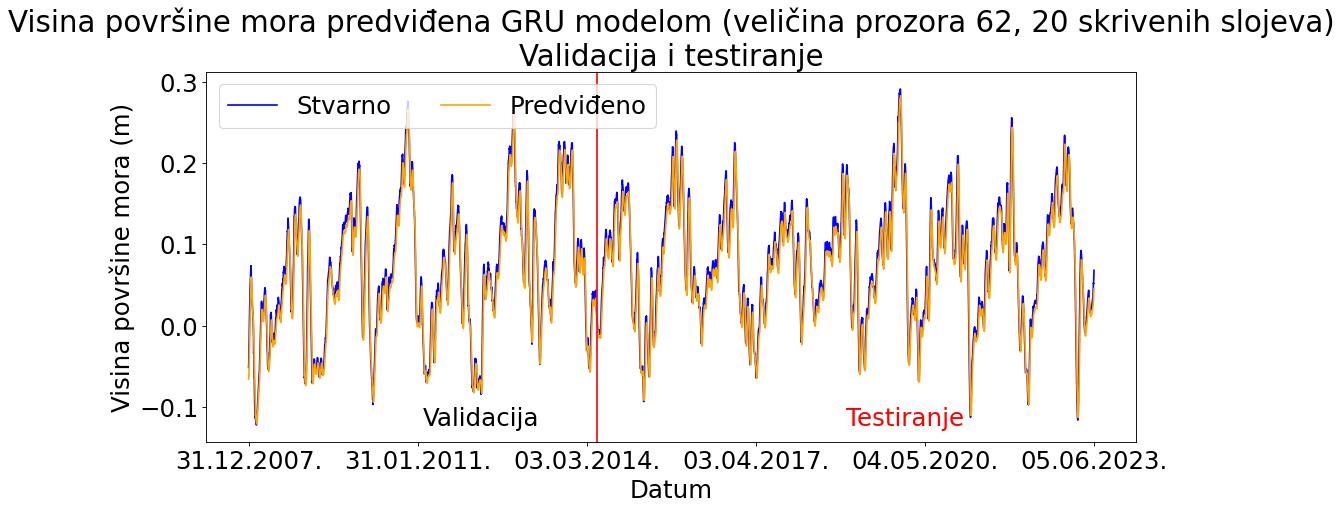 Visina površine mora predviđena GRU modelom (veličina prozora 62, 20 skrivenih slojeva)
Validacija i testiranje
Stvarno Predviđeno
Visina površine mora (m)
0.3
0.2
0.1
0.0
−0.1
Validacija
Testiranje
31.12.2007. 31.01.2011. 03.03.2014. 03.04.2017. 04.05.2020. 05.06.2023.
Datum